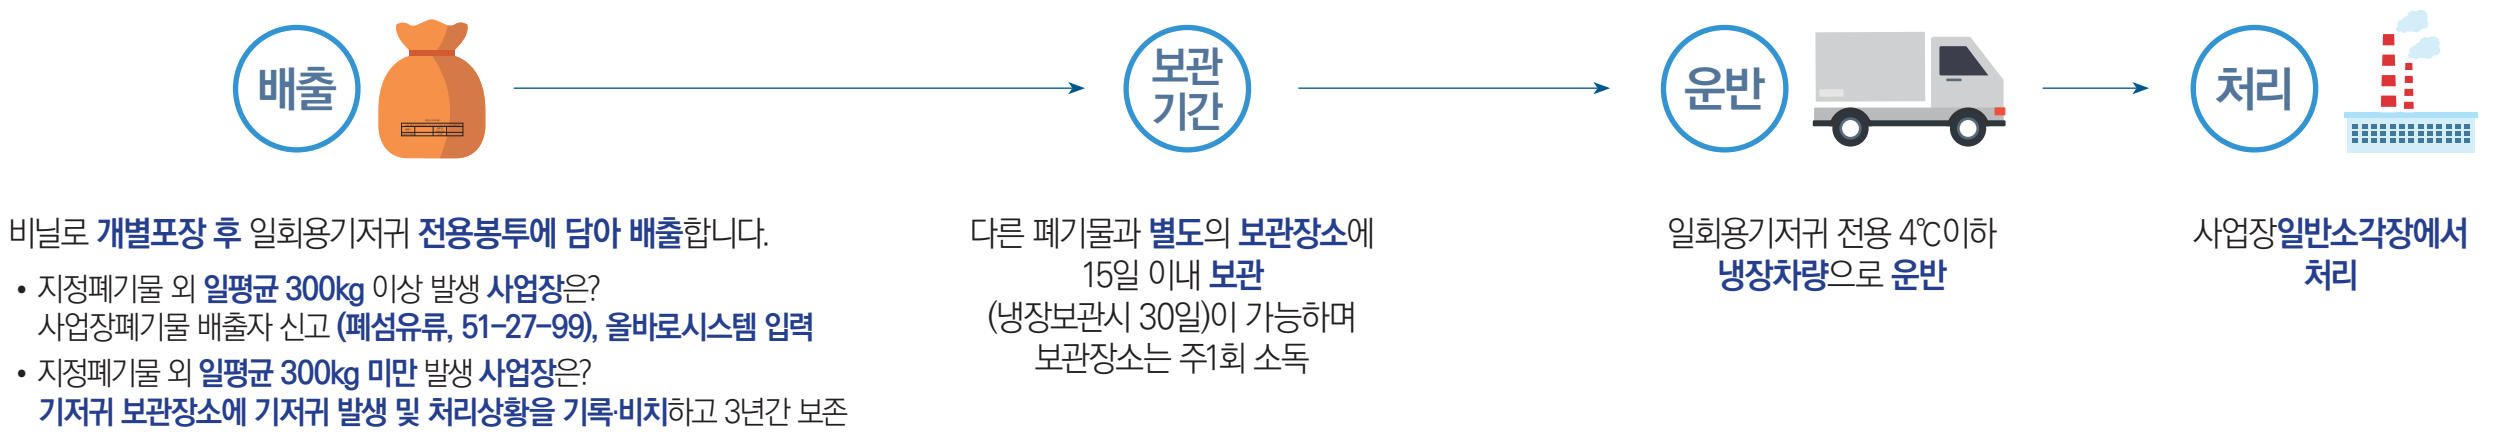 배출
비닐로 개별포장 후 일회용기저귀 전용봉투에 담아 배출합니다.
• 지정폐기물 외 일평균 300kg 이상 발생 사업장은?
사업장폐기물 배출자 신고 (폐섬유류, 51-27-99), 올바로시스템 입력
• 지정폐기물 외 일평균 300kg 미만 발생 사업장은?
기저귀 보관장소에 기저귀 발생 및 처리상황을 기록·비치하고 3년간 보존
보관
기간
다른 폐기물과 별도의 일반보관장소에
15일 이내 보관
(냉장보관시 30일)이 가능하며
보관장소는 주1회 소독
운반
일회용기저귀 전용 4℃이하
냉장차량으로 운반
처리
사업장일반소각장에서
처리